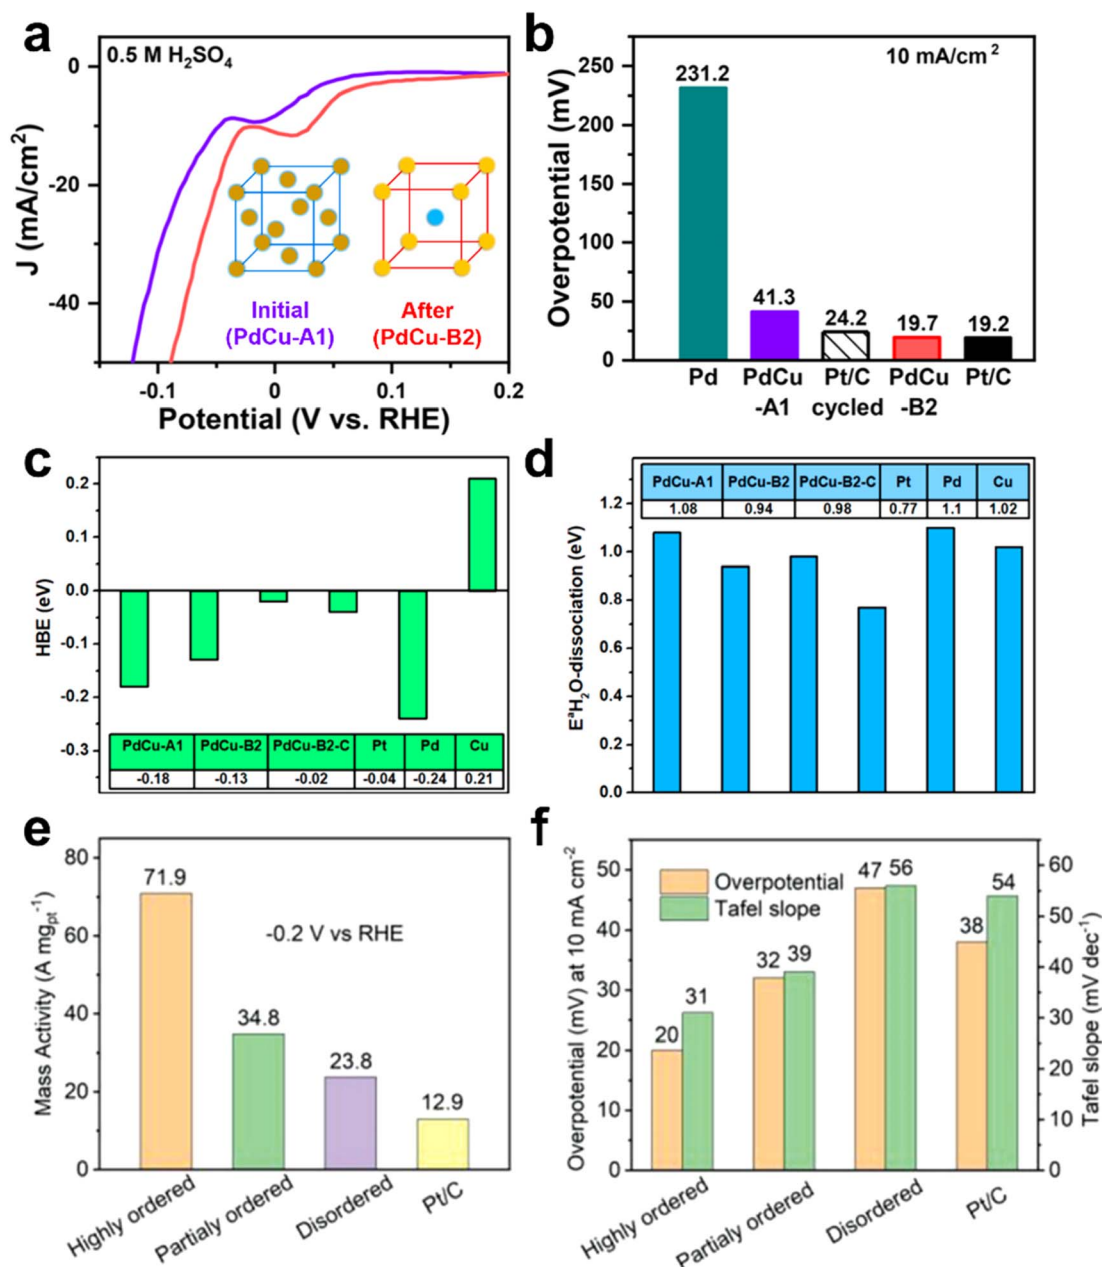 a
0.5 M H₂SO₄
0
-20
-40
J (mA/cm²)
Initial
(PdCu-A1)
After
(PdCu-B2)
-0.1
0
0.1
0.2
Potential (V vs. RHE)
b
10 mA/cm²
250
200
150
100
50
0
Overpotential (mV)
231.2
41.3
24.2
19.7
19.2
Pd
PdCu
-A1
Pt/C
cycled
PdCu
-B2
Pt/C
c
0.2
0.1
0.0
-0.1
-0.2
-0.3
HBE (eV)
PdCu-A1 PdCu-B2 PdCu-B2-C Pt Pd Cu
-0.18 -0.13 -0.02 -0.04 -0.24 0.21
d
PdCu-A1 PdCu-B2 PdCu-B2-C Pt Pd Cu
1.08 0.94 0.98 0.77 1.1 1.02
1.2
1.0
0.8
0.6
0.4
0.2
0.0
EᵃH₂O-dissociation (eV)
e
80
60
40
20
0
Mass Activity (A mgₚₜ⁻¹)
-0.2 V vs RHE
71.9
34.8
23.8
12.9
Highly ordered
Partialy ordered
Disordered
Pt/C
f
50
40
30
20
10
0
Overpotential (mV) at 10 mA cm⁻²
Overpotential
Tafel slope
20
31
32
39
47
56
38
54
60
50
40
30
20
10
0
Tafel slope (mV dec⁻¹)
Highly ordered
Partialy ordered
Disordered
Pt/C